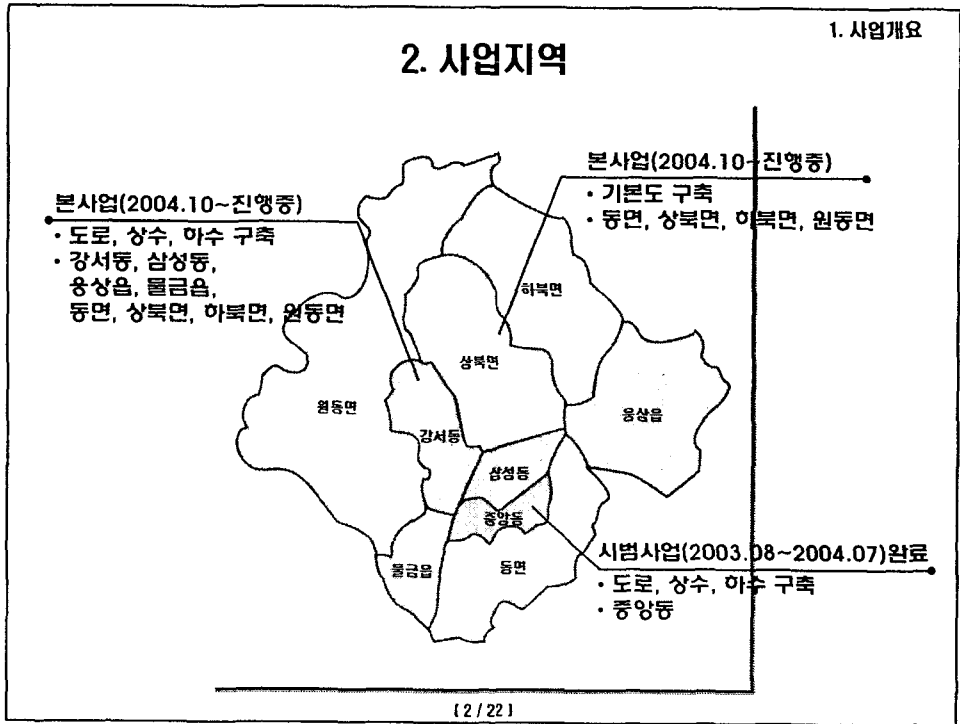 1. 사업개요
2. 사업지역
본사업(2004.10~진행중)
• 기본도 구축
• 동면, 상북면, 하북면, 원동면
본사업(2004.10~진행중)
• 도로, 상수, 하수 구축
• 강서동, 삼성동,
웅상읍, 물금읍,
동면, 상북면, 하북면, 원동면
하북면
상북면
원동면
웅상읍
강서동
삼성동
중앙동
물금읍
동면
시범사업(2003.08~2004.07)완료
• 도로, 상수, 하수 구축
• 중앙동
[ 2 / 22 ]